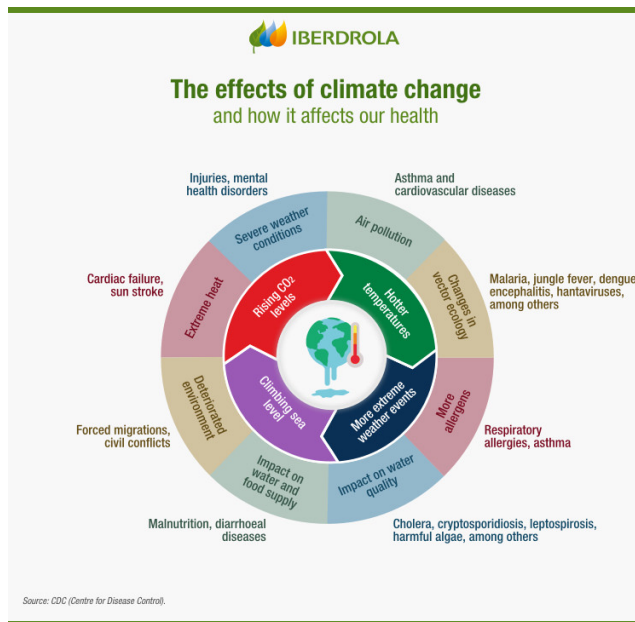 IBERDROLA
The effects of climate change
and how it affects our health
Injuries, mental
health disorders
Asthma and
cardiovascular diseases
Severe weather
conditions
Air pollution
Cardiac failure,
sun stroke
Extreme heat
Rising CO₂
levels
Hotter
temperatures
Changes in
vector ecology
Malaria, jungle fever, dengue,
encephalitis, hantaviruses,
among others
Forced migrations,
civil conflicts
Deteriorated
environment
Climbing sea
level
More extreme
weather events
More
allergens
Respiratory
allergies, asthma
Impact on
water and
food supply
Impact on water
quality
Malnutrition, diarrhoeal
diseases
Cholera, cryptosporidiosis, leptospirosis,
harmful algae, among others
Source: CDC (Centre for Disease Control).